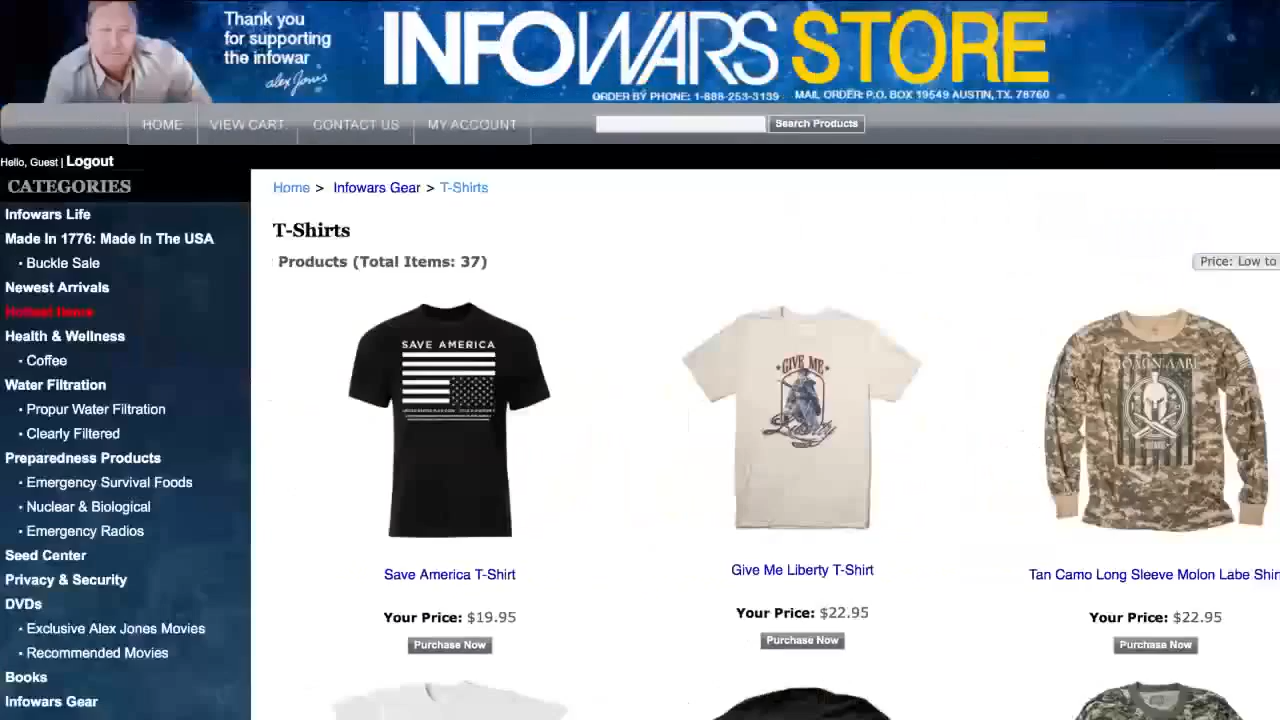 Thank you
for supporting
the infowar
alex Jones
INFOWARS STORE
ORDER BY PHONE: 1-888-253-3139 MAIL ORDER: P.O. BOX 19549 AUSTIN, TX. 78760
HOME VIEW CART CONTACT US MY ACCOUNT Search Products
Hello, Guest | Logout
CATEGORIES
Infowars Life
Made In 1776: Made In The USA
• Buckle Sale
Newest Arrivals
Hottest Items
Health & Wellness
• Coffee
Water Filtration
• Propur Water Filtration
• Clearly Filtered
Preparedness Products
• Emergency Survival Foods
• Nuclear & Biological
• Emergency Radios
Seed Center
Privacy & Security
DVDs
• Exclusive Alex Jones Movies
• Recommended Movies
Books
Infowars Gear
Home > Infowars Gear > T-Shirts
T-Shirts
Products (Total Items: 37)
Price: Low to
SAVE AMERICA
GIVE ME
Liberty
MOLON LABE
Save America T-Shirt
Give Me Liberty T-Shirt
Tan Camo Long Sleeve Molon Labe Shir
Your Price: $19.95
Your Price: $22.95
Your Price: $22.95
Purchase Now
Purchase Now
Purchase Now